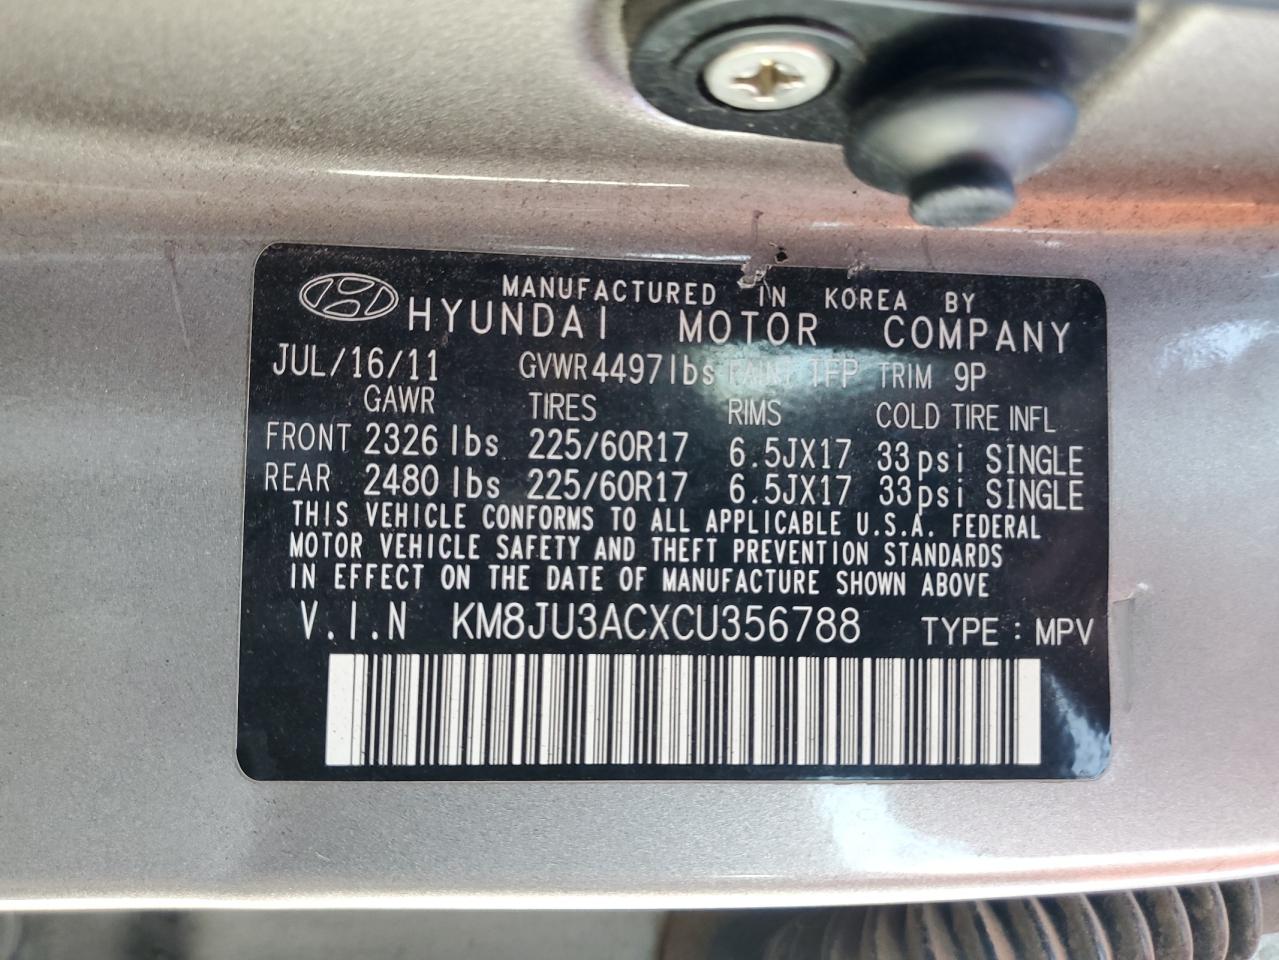 MANUFACTURED IN KOREA BY
HYUNDAI MOTOR COMPANY
JUL/16/11 GVWR 4497lbs PAINT TFP TRIM 9P
GAWR TIRES RIMS COLD TIRE INFL
FRONT 2326 lbs 225/60R17 6.5JX17 33psi SINGLE
REAR 2480 lbs 225/60R17 6.5JX17 33psi SINGLE
THIS VEHICLE CONFORMS TO ALL APPLICABLE U.S.A. FEDERAL
MOTOR VEHICLE SAFETY AND THEFT PREVENTION STANDARDS
IN EFFECT ON THE DATE OF MANUFACTURE SHOWN ABOVE
V.I.N KM8JU3ACXCU356788 TYPE : MPV